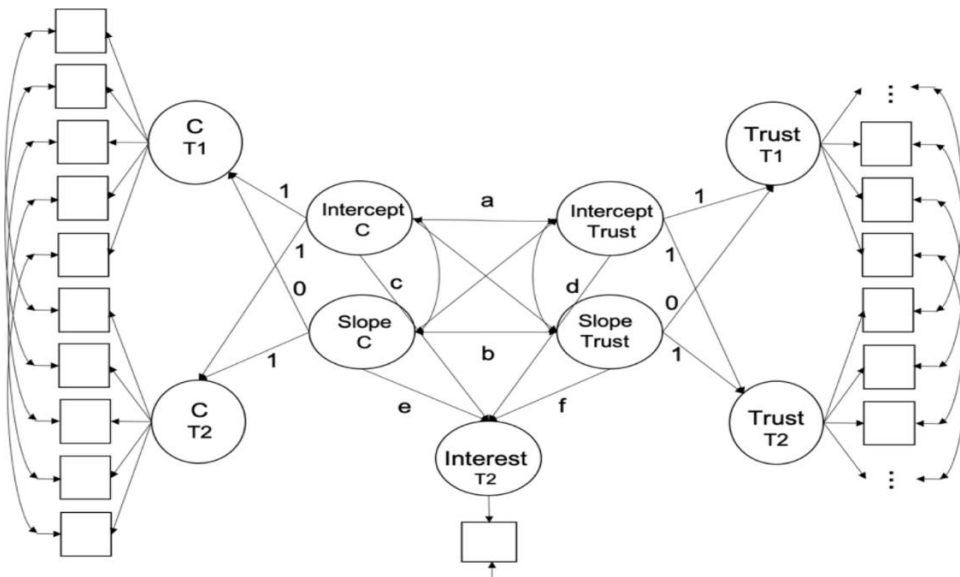 ...
C
T1
Trust
T1
1
Intercept
C
a
Intercept
Trust
1
1
1
0
c
d
0
Slope
C
Slope
Trust
1
b
1
e
f
C
T2
Trust
T2
Interest
T2
...